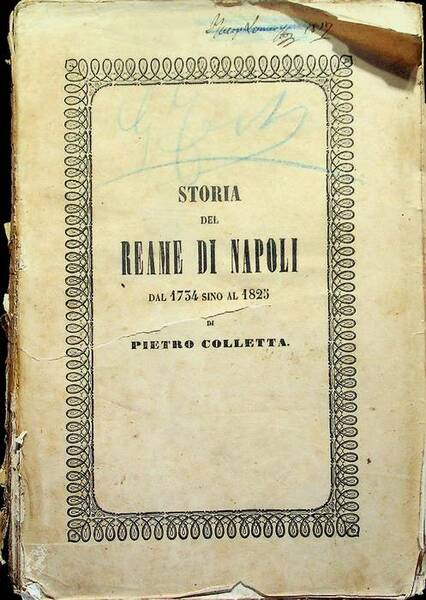 STORIA
DEL
REAME DI NAPOLI
DAL 1734 SINO AL 1825
DI
PIETRO COLLETTA.